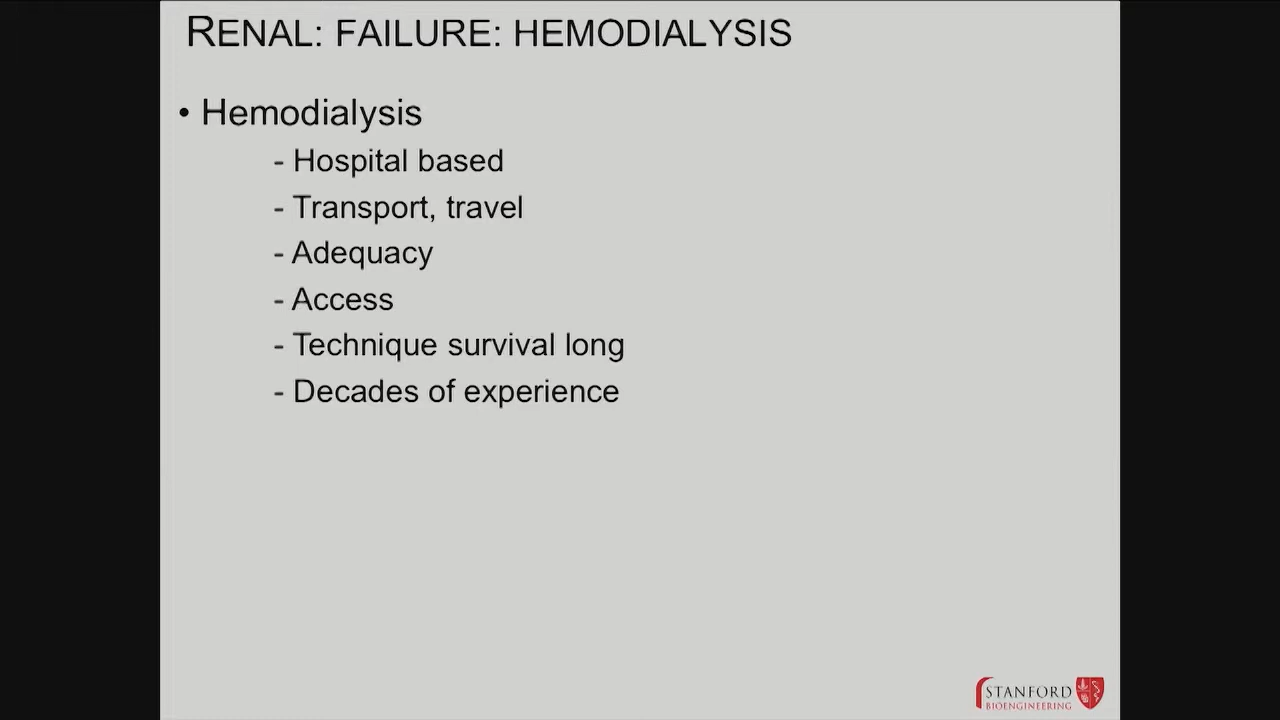 RENAL: FAILURE: HEMODIALYSIS
• Hemodialysis
- Hospital based
- Transport, travel
- Adequacy
- Access
- Technique survival long
- Decades of experience
STANFORD
BIOENGINEERING